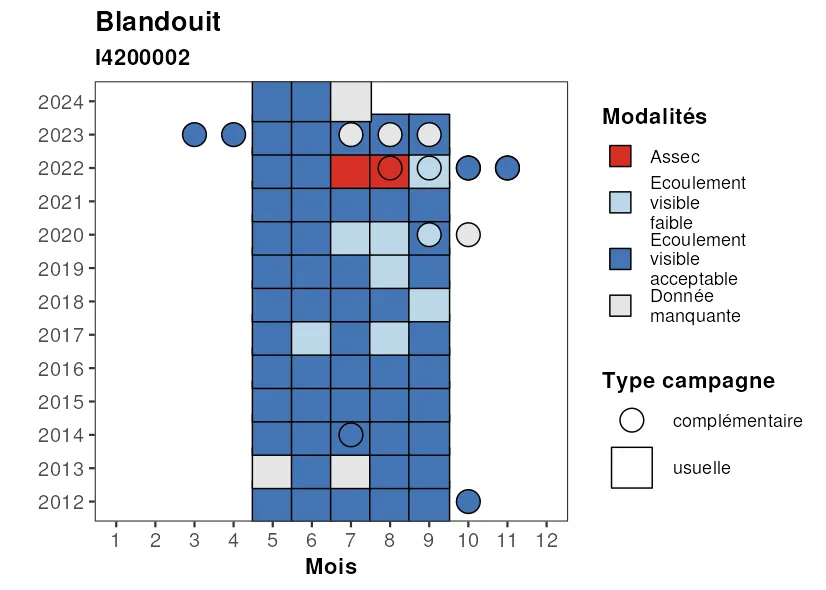 Blandouit
I4200002
2024
2023
2022
2021
2020
2019
2018
2017
2016
2015
2014
2013
2012
1 2 3 4 5 6 7 8 9 10 11 12
Mois
Modalités
Assec
Ecoulement
visible
faible
Ecoulement
visible
acceptable
Donnée
manquante
Type campagne
complémentaire
usuelle